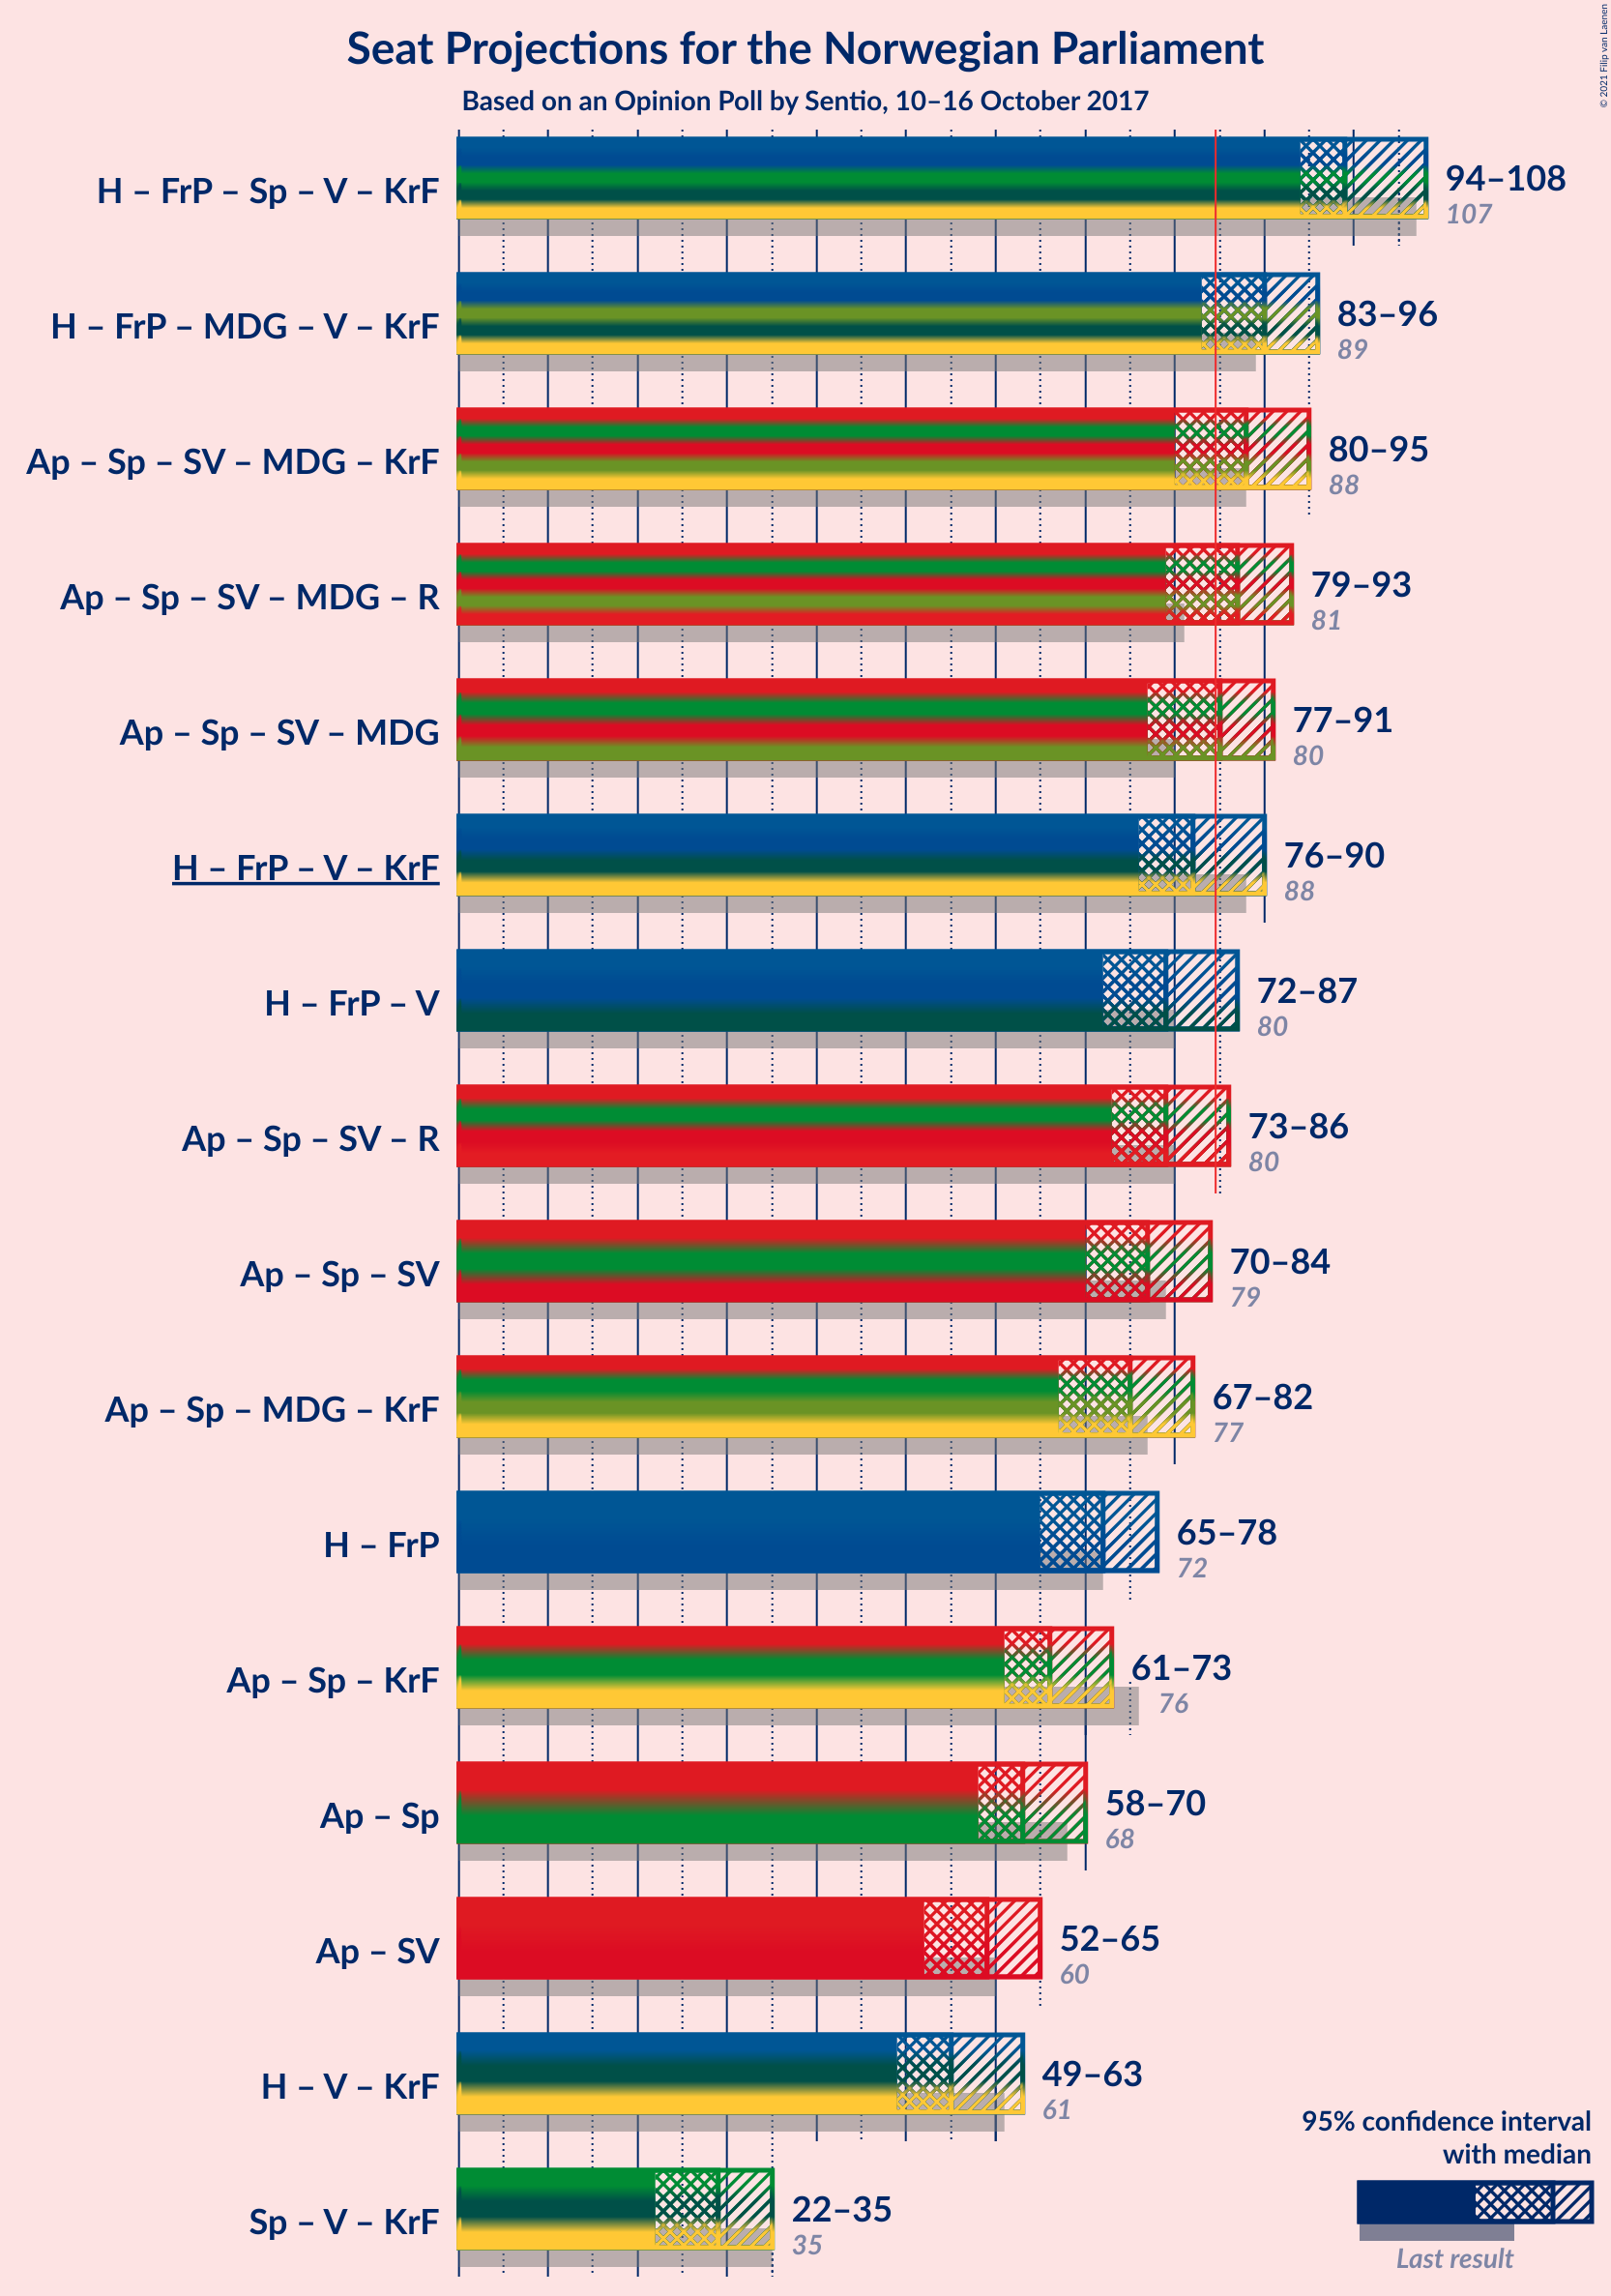 © 2021 Filip van Laenen
Seat Projections for the Norwegian Parliament
Based on an Opinion Poll by Sentio, 10–16 October 2017
H – FrP – Sp – V – KrF
94–108
107
H – FrP – MDG – V – KrF
83–96
89
Ap – Sp – SV – MDG – KrF
80–95
88
Ap – Sp – SV – MDG – R
79–93
81
Ap – Sp – SV – MDG
77–91
80
H – FrP – V – KrF
76–90
88
H – FrP – V
72–87
80
Ap – Sp – SV – R
73–86
80
Ap – Sp – SV
70–84
79
Ap – Sp – MDG – KrF
67–82
77
H – FrP
65–78
72
Ap – Sp – KrF
61–73
76
Ap – Sp
58–70
68
Ap – SV
52–65
60
H – V – KrF
49–63
61
Sp – V – KrF
22–35
35
95% confidence interval
with median
Last result